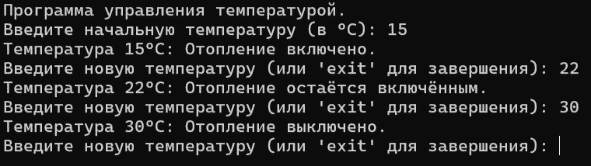 Программа управления температурой.
Введите начальную температуру (в °C): 15
Температура 15°C: Отопление включено.
Введите новую температуру (или 'exit' для завершения): 22
Температура 22°C: Отопление остаётся включённым.
Введите новую температуру (или 'exit' для завершения): 30
Температура 30°C: Отопление выключено.
Введите новую температуру (или 'exit' для завершения):